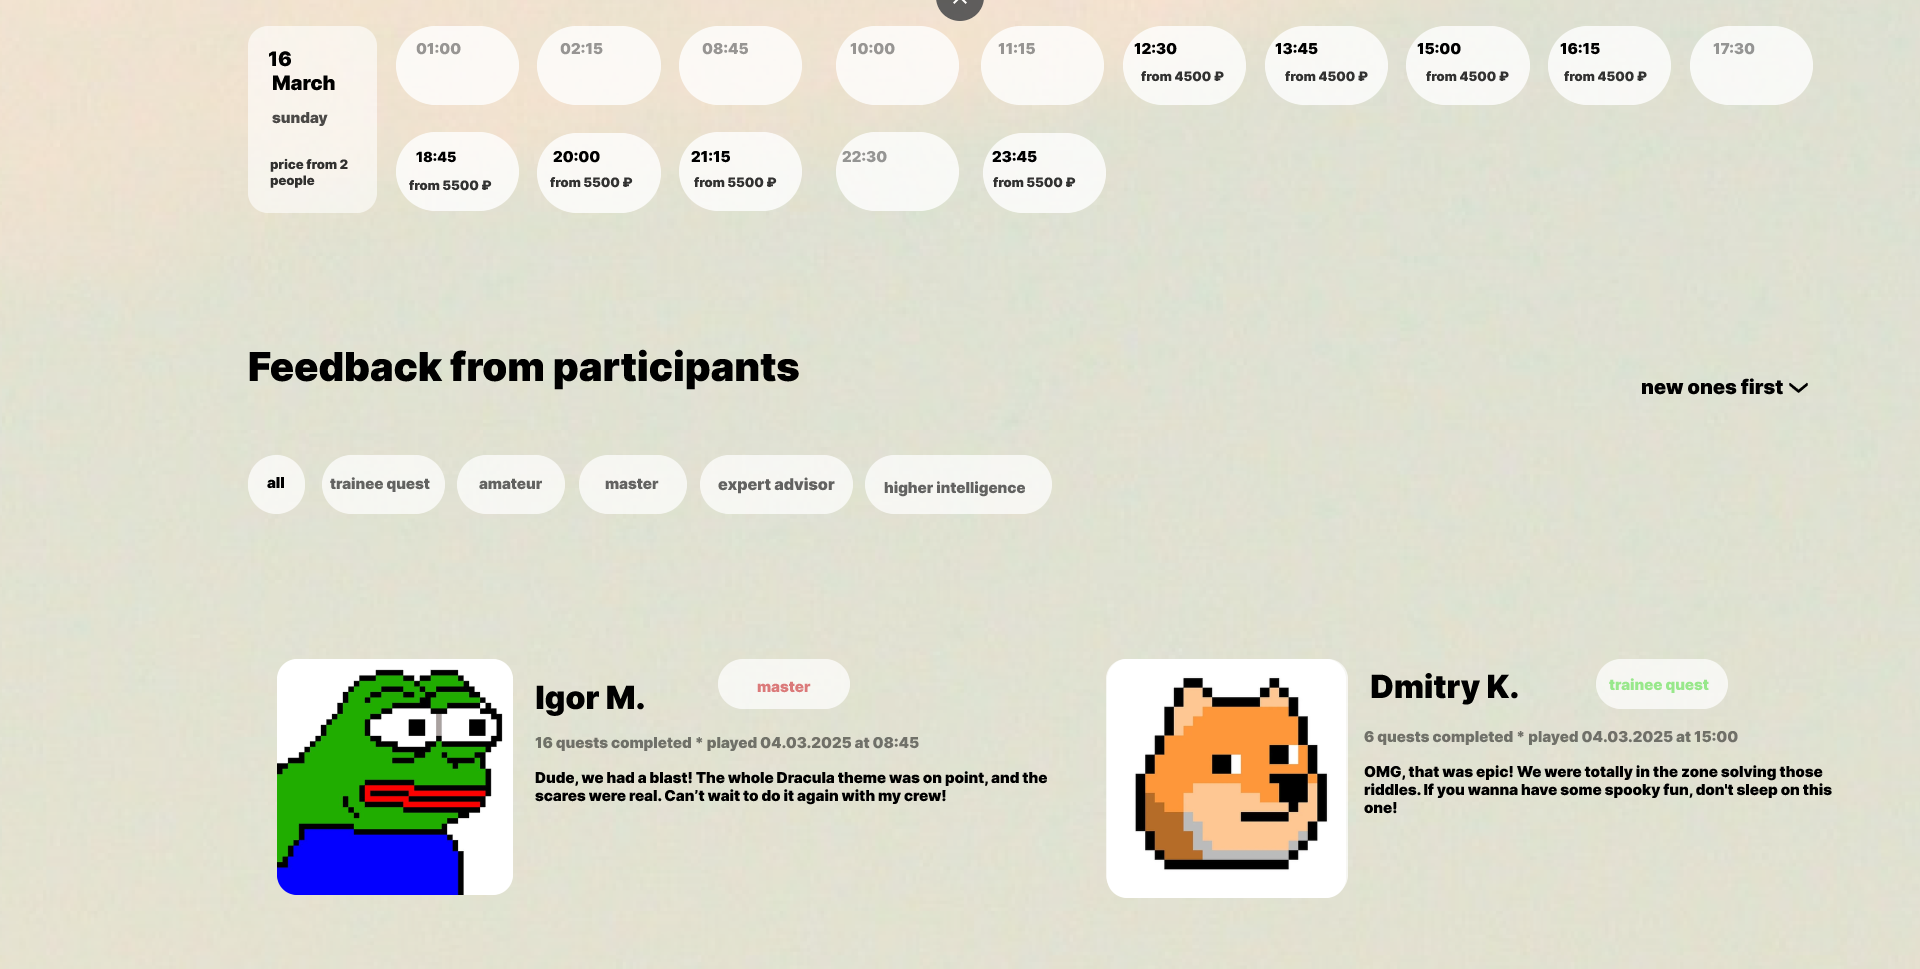 16
March
sunday
price from 2
people
01:00
02:15
08:45
10:00
11:15
12:30
from 4500 ₽
13:45
from 4500 ₽
15:00
from 4500 ₽
16:15
from 4500 ₽
17:30
18:45
from 5500 ₽
20:00
from 5500 ₽
21:15
from 5500 ₽
22:30
23:45
from 5500 ₽
Feedback from participants
new ones first
all
trainee quest
amateur
master
expert advisor
higher intelligence
Igor M.
master
16 quests completed * played 04.03.2025 at 08:45
Dude, we had a blast! The whole Dracula theme was on point, and the
scares were real. Can’t wait to do it again with my crew!
Dmitry K.
trainee quest
6 quests completed * played 04.03.2025 at 15:00
OMG, that was epic! We were totally in the zone solving those
riddles. If you wanna have some spooky fun, don't sleep on this
one!